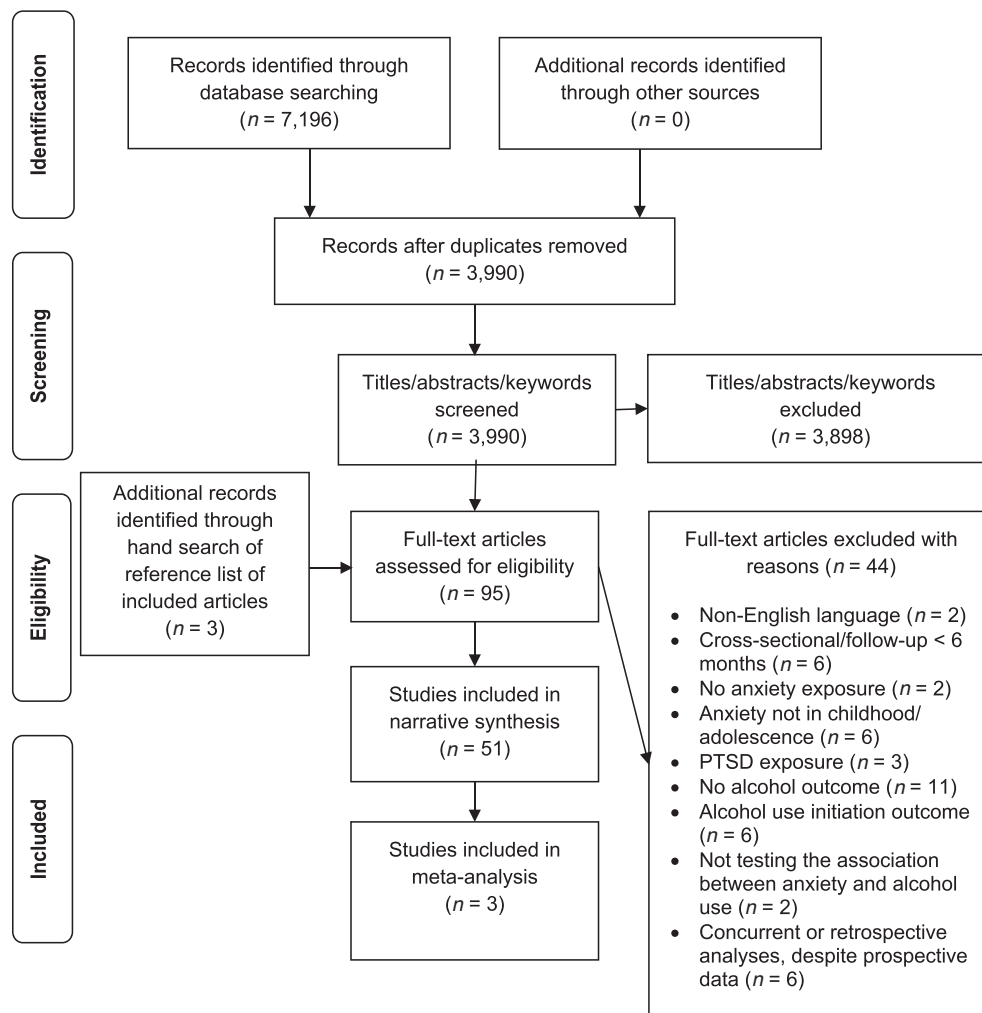 Identification
Records identified through
database searching
(n = 7,196)
Additional records identified
through other sources
(n = 0)
Records after duplicates removed
(n = 3,990)
Screening
Titles/abstracts/keywords
screened
(n = 3,990)
Titles/abstracts/keywords
excluded
(n = 3,898)
Eligibility
Additional records
identified through
hand search of
reference list of
included articles
(n = 3)
Full-text articles
assessed for eligibility
(n = 95)
Full-text articles excluded with
reasons (n = 44)
• Non-English language (n = 2)
• Cross-sectional/follow-up < 6
months (n = 6)
• No anxiety exposure (n = 2)
• Anxiety not in childhood/
adolescence (n = 6)
• PTSD exposure (n = 3)
• No alcohol outcome (n = 11)
• Alcohol use initiation outcome
(n = 6)
• Not testing the association
between anxiety and alcohol
use (n = 2)
• Concurrent or retrospective
analyses, despite prospective
data (n = 6)
Included
Studies included in
narrative synthesis
(n = 51)
Studies included in
meta-analysis
(n = 3)